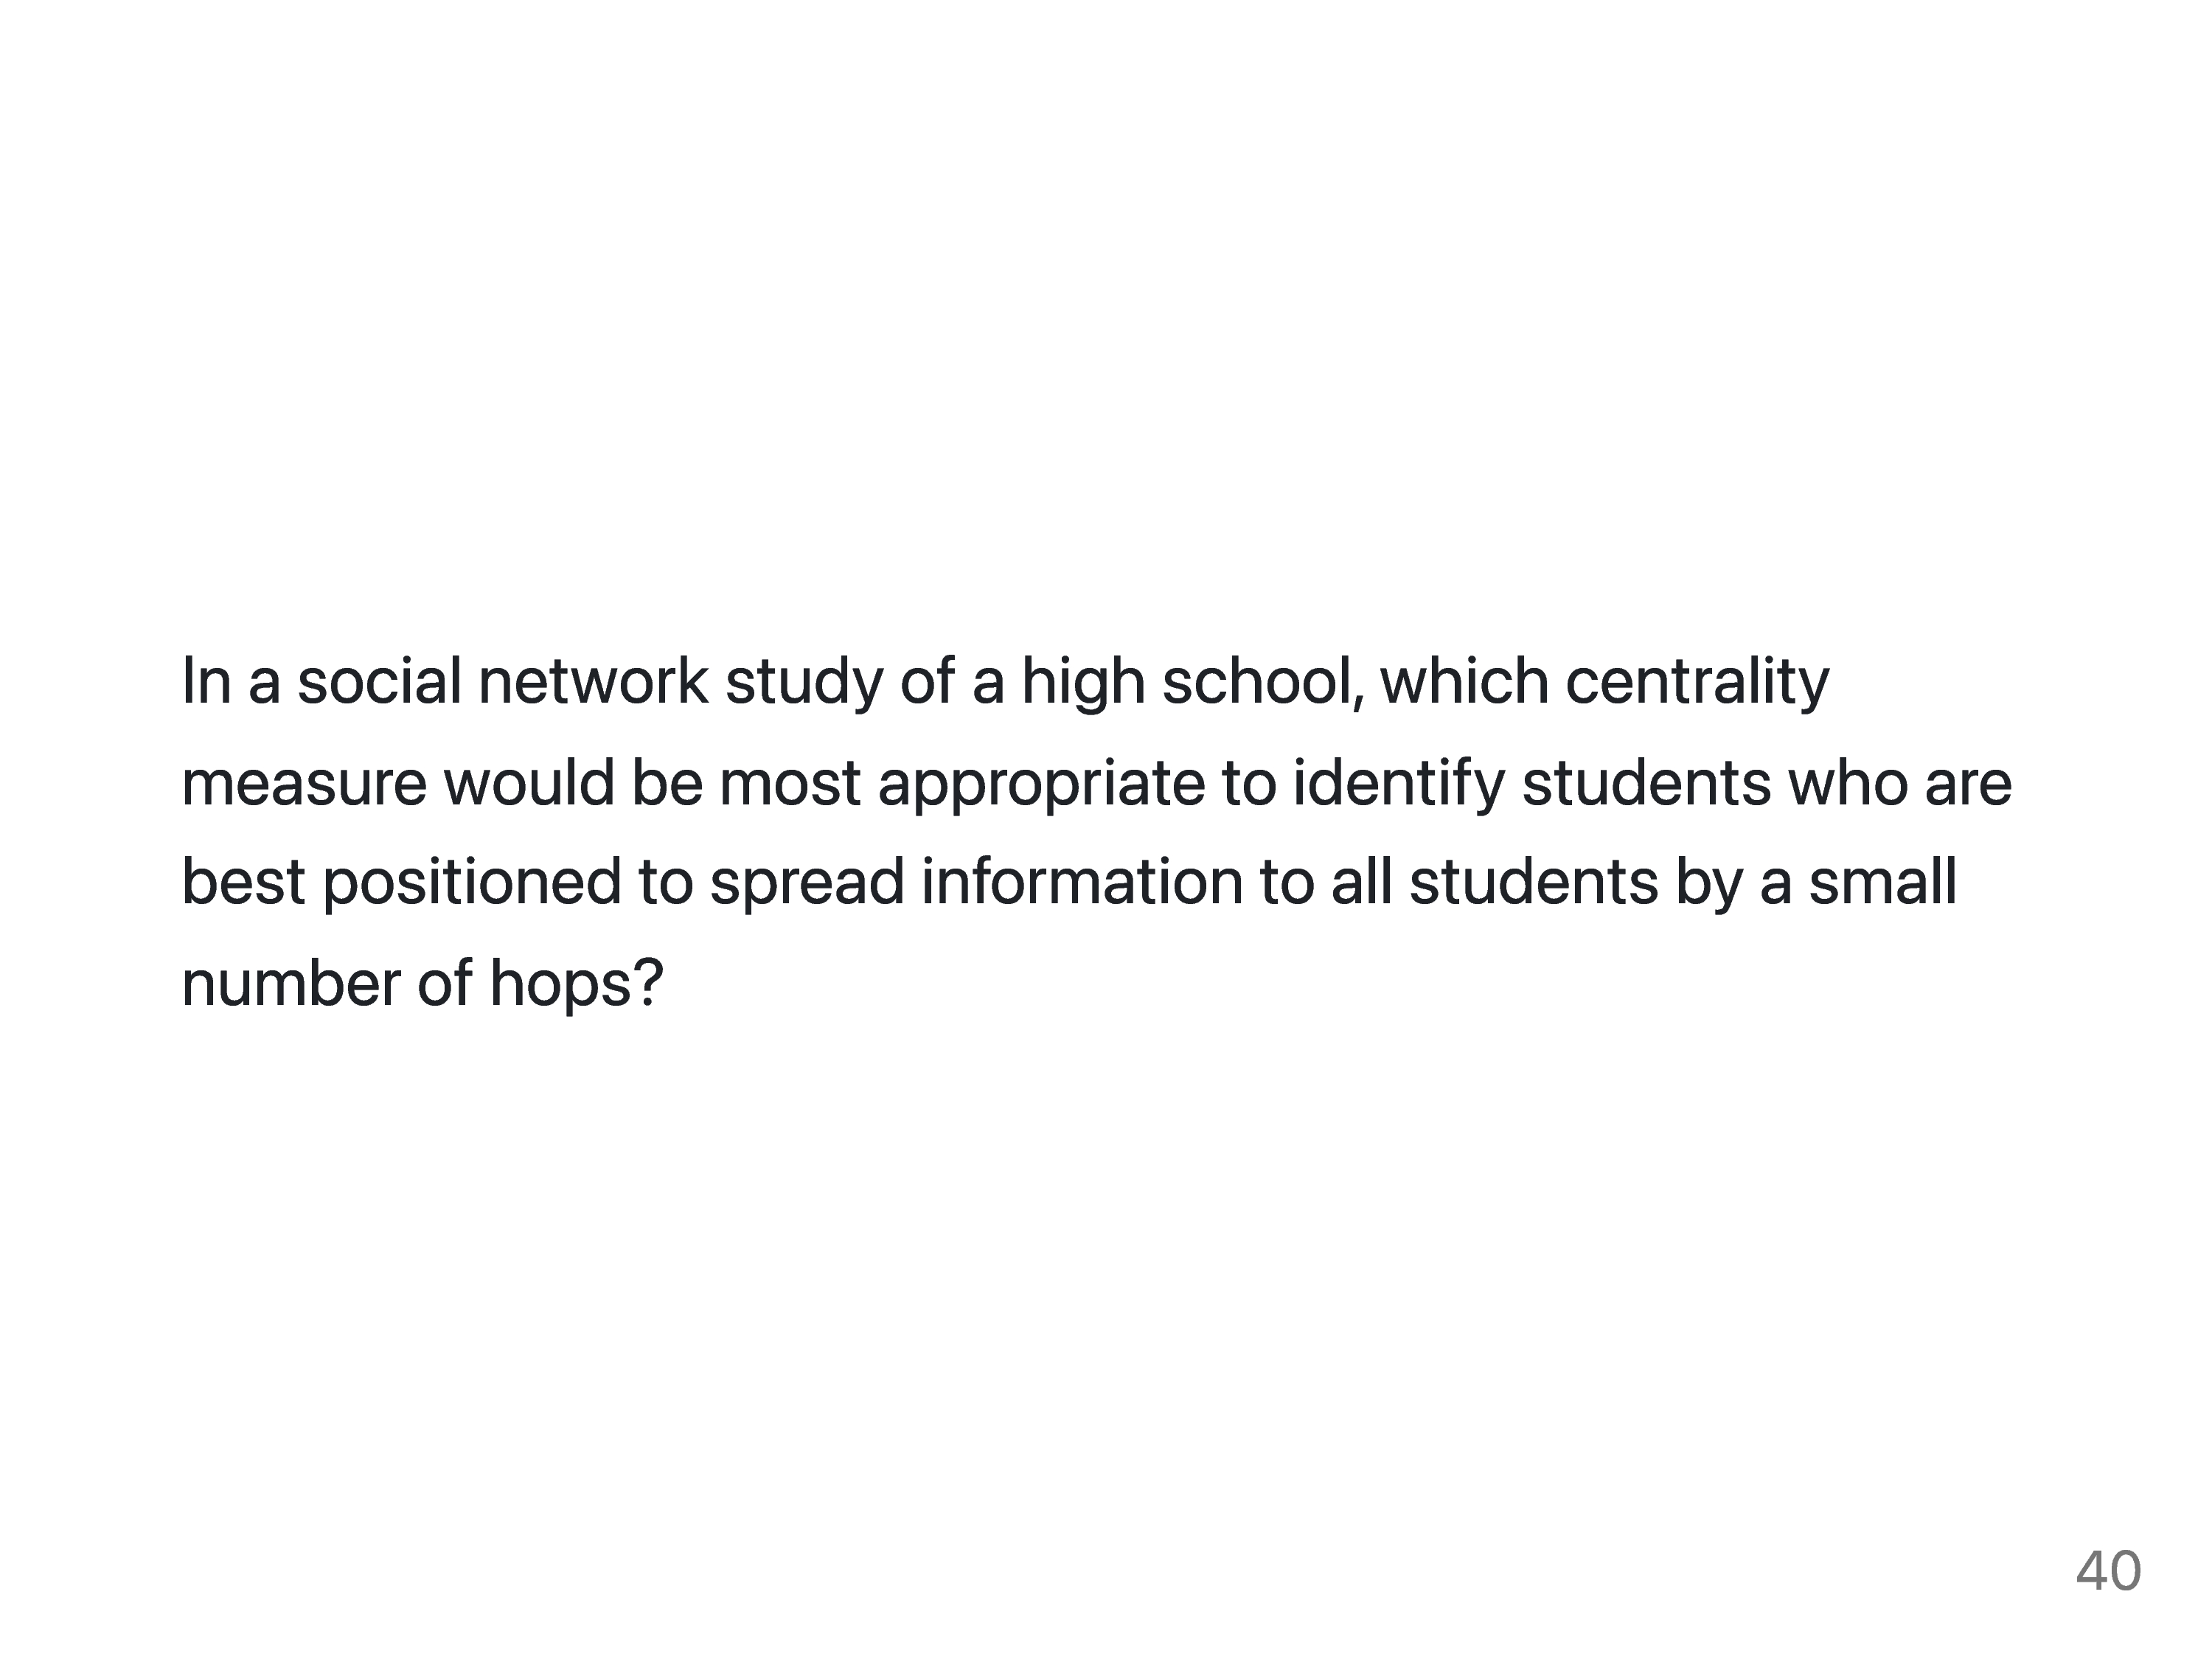 In a social network study of a high school, which centrality
measure would be most appropriate to identify students who are
best positioned to spread information to all students by a small
number of hops?
40